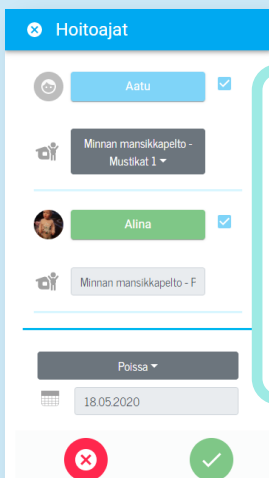 Hoitoajat
Aatu
Minnan mansikkapelto -
Mustikat 1
Alina
Minnan mansikkapelto - F
Poissa
18.05.2020